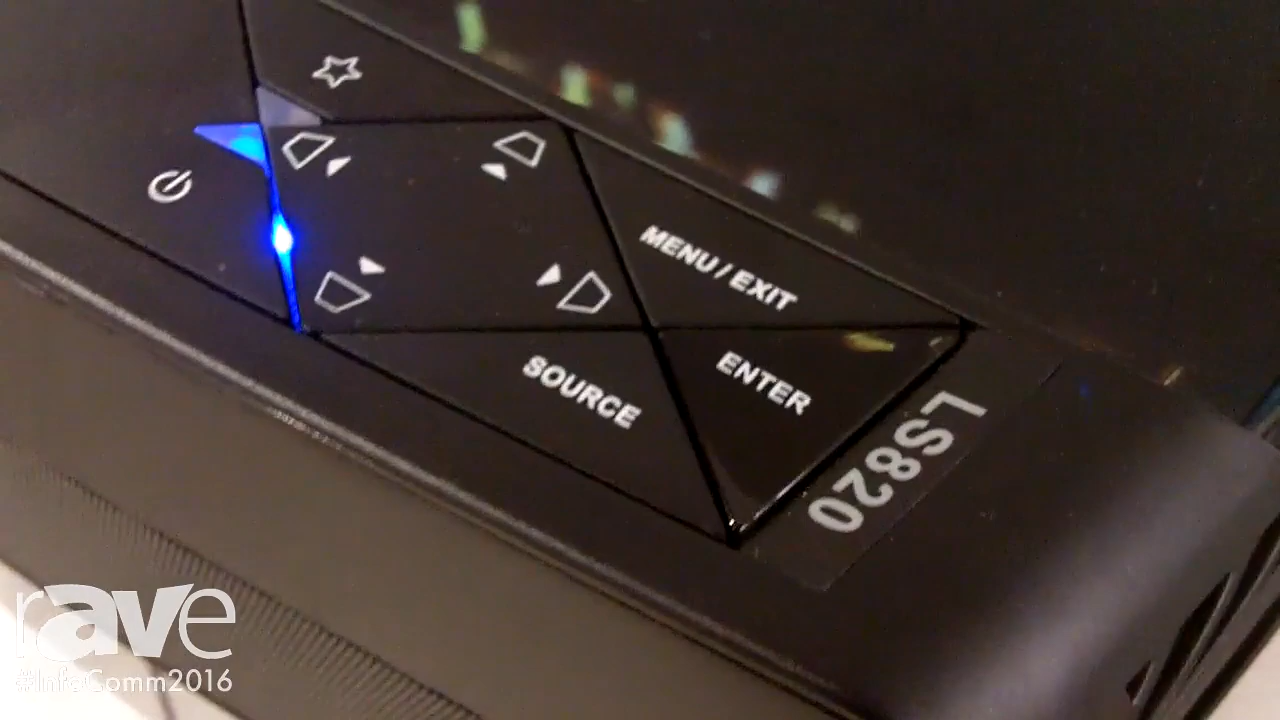 MENU / EXIT
ENTER
SOURCE
LS820
rave
#InfoComm2016